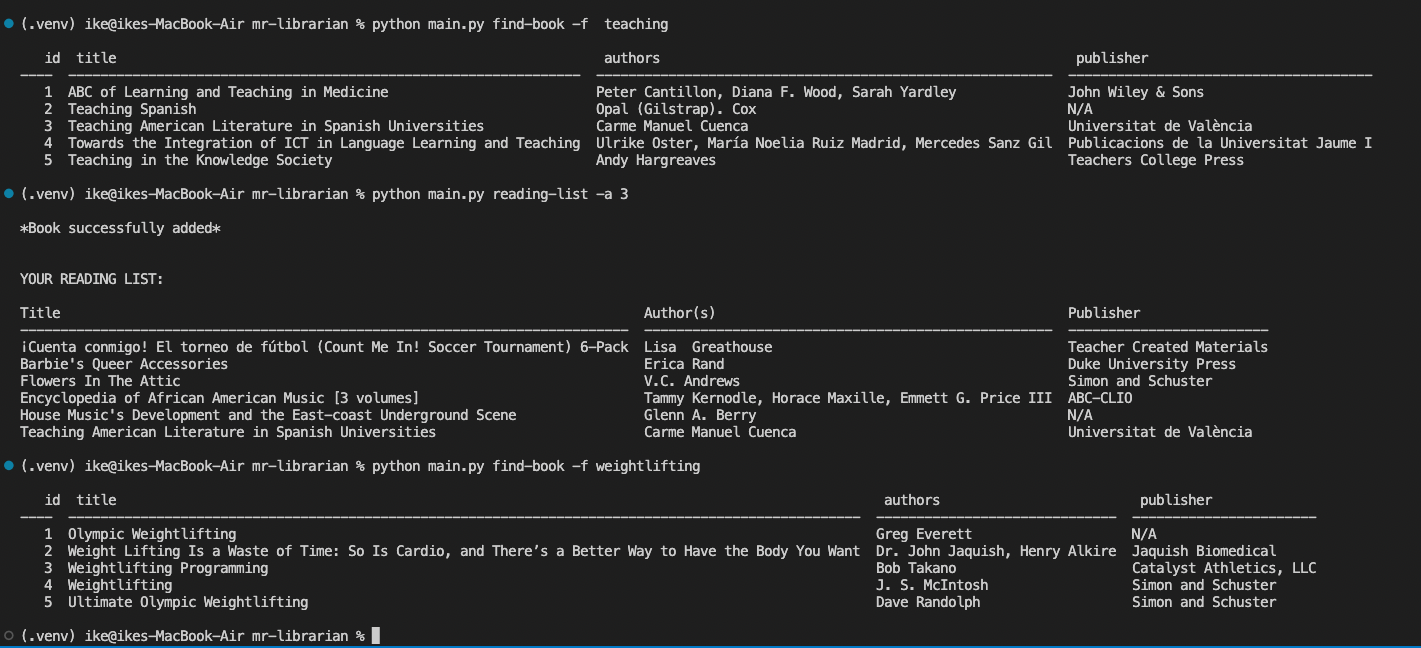 (.venv) ike@ikes-MacBook-Air mr-librarian % python main.py find-book -f  teaching
id  title  authors  publisher
1  ABC of Learning and Teaching in Medicine  Peter Cantillon, Diana F. Wood, Sarah Yardley  John Wiley & Sons
2  Teaching Spanish  Opal (Gilstrap). Cox  N/A
3  Teaching American Literature in Spanish Universities  Carme Manuel Cuenca  Universitat de València
4  Towards the Integration of ICT in Language Learning and Teaching  Ulrike Oster, María Noelia Ruiz Madrid, Mercedes Sanz Gil  Publicacions de la Universitat Jaume I
5  Teaching in the Knowledge Society  Andy Hargreaves  Teachers College Press
(.venv) ike@ikes-MacBook-Air mr-librarian % python main.py reading-list -a 3
*Book successfully added*
YOUR READING LIST:
Title  Author(s)  Publisher
¡Cuenta conmigo! El torneo de fútbol (Count Me In! Soccer Tournament) 6-Pack  Lisa  Greathouse  Teacher Created Materials
Barbie's Queer Accessories  Erica Rand  Duke University Press
Flowers In The Attic  V.C. Andrews  Simon and Schuster
Encyclopedia of African American Music [3 volumes]  Tammy Kernodle, Horace Maxille, Emmett G. Price III  ABC-CLIO
House Music's Development and the East-coast Underground Scene  Glenn A. Berry  N/A
Teaching American Literature in Spanish Universities  Carme Manuel Cuenca  Universitat de València
(.venv) ike@ikes-MacBook-Air mr-librarian % python main.py find-book -f weightlifting
id  title  authors  publisher
1  Olympic Weightlifting  Greg Everett  N/A
2  Weight Lifting Is a Waste of Time: So Is Cardio, and There’s a Better Way to Have the Body You Want  Dr. John Jaquish, Henry Alkire  Jaquish Biomedical
3  Weightlifting Programming  Bob Takano  Catalyst Athletics, LLC
4  Weightlifting  J. S. McIntosh  Simon and Schuster
5  Ultimate Olympic Weightlifting  Dave Randolph  Simon and Schuster
(.venv) ike@ikes-MacBook-Air mr-librarian %